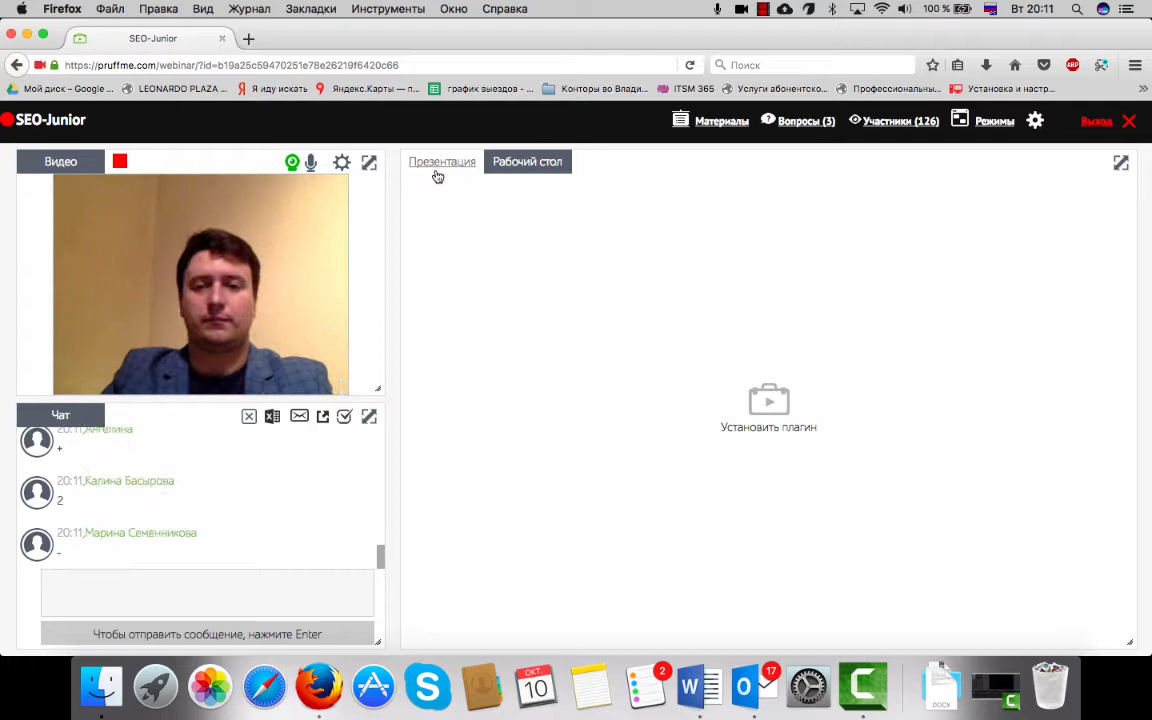 Firefox Файл Правка Вид Журнал Закладки Инструменты Окно Справка 100 % Вт 20:11
SEO-Junior
https://pruffme.com/webinar/?id=b19a25c59470251e78e26219f6420c66 Поиск
Мой диск – Google ... LEONARDO PLAZA ... Я иду искать Яндекс.Карты — п... график выездов - ... Конторы во Влади... ITSM 365 Услуги абонентско... Профессиональны... Установка и настр...
SEO-Junior Материалы Вопросы (3) Участники (126) Режимы Выход
Видео Презентация Рабочий стол
Установить плагин
Чат
20:11, Ангелина
+
20:11, Калина Басырова
2
20:11, Марина Семенникова
-
Чтобы отправить сообщение, нажмите Enter
ОКТ
10
2
17
DOCX